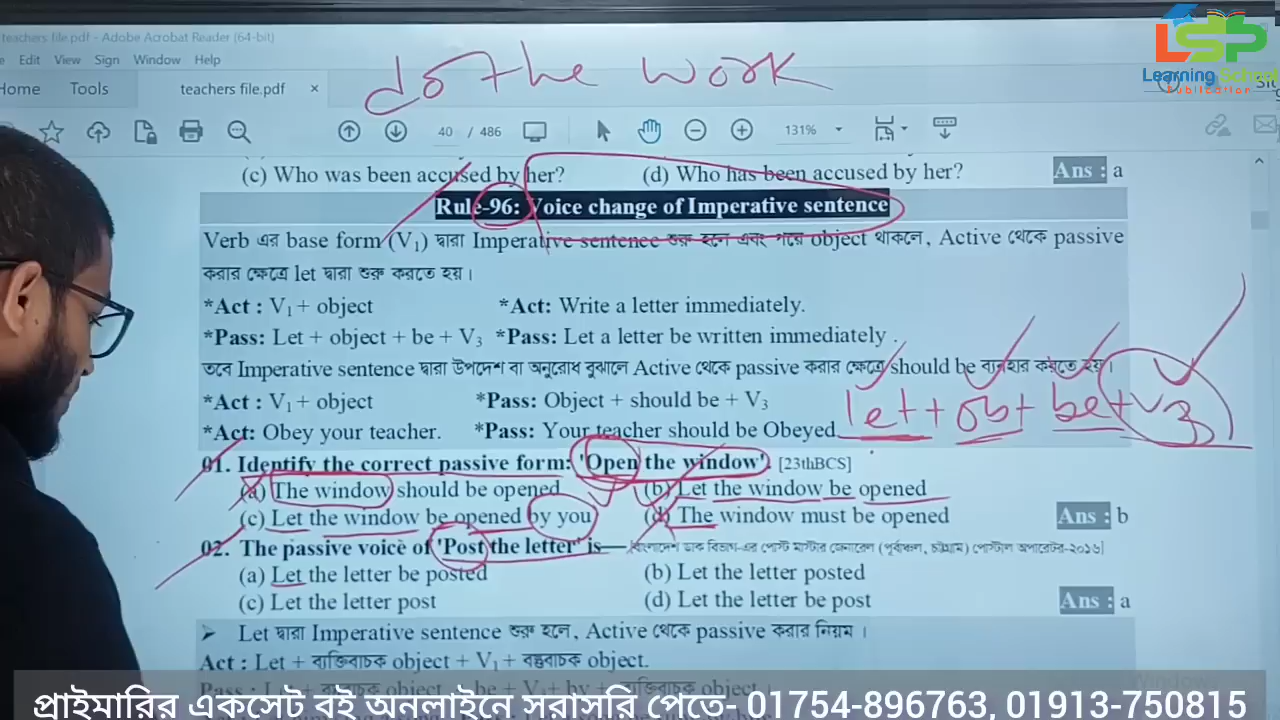 teachers file.pdf - Adobe Acrobat Reader (64-bit)
Edit View Sign Window Help
do the work
LSP
Learning School
Publication
Home Tools teachers file.pdf ×
40 / 486 131%
(c) Who was been accused by her? (d) Who has been accused by her? Ans : a
Rule-96: Voice change of Imperative sentence
Verb এর base form (V₁) দ্বারা Imperative sentence শুরু হলে এবং পরে object থাকলে, Active থেকে passive
করার ক্ষেত্রে let দ্বারা শুরু করতে হয়।
*Act : V₁ + object *Act: Write a letter immediately.
*Pass: Let + object + be + V₃ *Pass: Let a letter be written immediately .
তবে Imperative sentence দ্বারা উপদেশ বা অনুরোধ বুঝালে Active থেকে passive করার ক্ষেত্রে should be ব্যবহার করতে হয়।
*Act : V₁ + object *Pass: Object + should be + V₃
let + ob + be + V3
*Act: Obey your teacher. *Pass: Your teacher should be Obeyed
01. Identify the correct passive form: 'Open the window'. [23thBCS]
(a) The window should be opened (b) Let the window be opened
(c) Let the window be opened by you (d) The window must be opened Ans : b
02. The passive voice of 'Post the letter' is— [বাংলাদেশ ডাক বিভাগ-এর পোস্ট মাস্টার জেনারেল (পূর্বাঞ্চল, চট্টগ্রাম) পোস্টাল অপারেটর-২০১৬]
(a) Let the letter be posted (b) Let the letter posted
(c) Let the letter post (d) Let the letter be post Ans : a
➤ Let দ্বারা Imperative sentence শুরু হলে, Active থেকে passive করার নিয়ম ।
Act : Let + ব্যক্তিবাচক object + V₁ + বস্তুবাচক object.
প্রাইমারির একসেট বই অনলাইনে সরাসরি পেতে- 01754-896763, 01913-750815